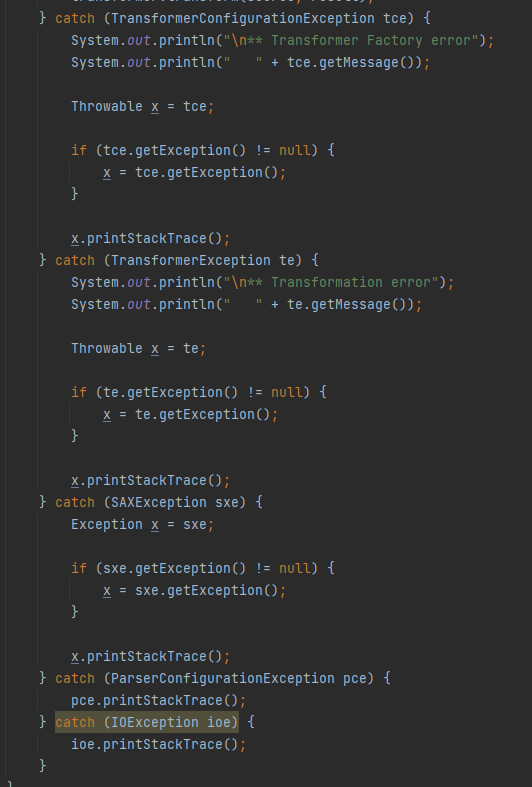 } catch (TransformerConfigurationException tce) {
System.out.println("\n** Transformer Factory error");
System.out.println("   " + tce.getMessage());
Throwable x = tce;
if (tce.getException() != null) {
x = tce.getException();
}
x.printStackTrace();
} catch (TransformerException te) {
System.out.println("\n** Transformation error");
System.out.println("   " + te.getMessage());
Throwable x = te;
if (te.getException() != null) {
x = te.getException();
}
x.printStackTrace();
} catch (SAXException sxe) {
Exception x = sxe;
if (sxe.getException() != null) {
x = sxe.getException();
}
x.printStackTrace();
} catch (ParserConfigurationException pce) {
pce.printStackTrace();
} catch (IOException ioe) {
ioe.printStackTrace();
}